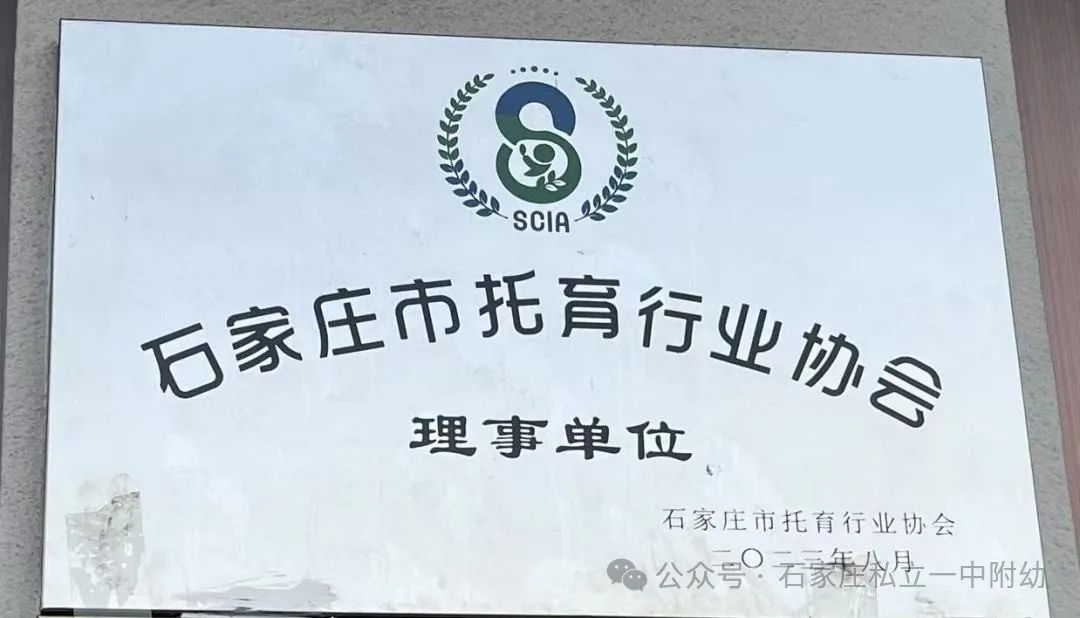 SCIA
石家庄市托育行业协会
理事单位
石家庄市托育行业协会
二〇二三年八月
公众号·石家庄私立一中附幼